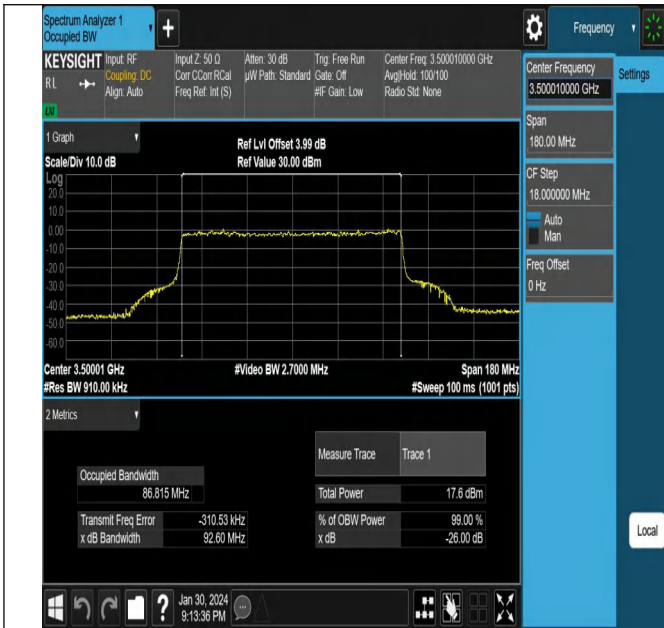 Spectrum Analyzer 1
Occupied BW
Frequency
KEYSIGHT
RL
LXI
Input: RF
Coupling: DC
Align: Auto
Input Z: 50 Ω
Corr CCorr RCal
Freq Ref: Int (S)
Atten: 30 dB
µW Path: Standard
Trig: Free Run
Gate: Off
#IF Gain: Low
Center Freq: 3.500010000 GHz
Avg|Hold: 100/100
Radio Std: None
Center Frequency
3.500010000 GHz
Settings
Span
180.00 MHz
CF Step
18.000000 MHz
Auto
Man
Freq Offset
0 Hz
1 Graph
Scale/Div 10.0 dB
Ref Lvl Offset 3.99 dB
Ref Value 30.00 dBm
Log
20.0
10.0
0.00
-10.0
-20.0
-30.0
-40.0
-50.0
-60.0
Center 3.50001 GHz
#Video BW 2.7000 MHz
Span 180 MHz
#Res BW 910.00 kHz
#Sweep 100 ms (1001 pts)
2 Metrics
Measure Trace Trace 1
Occupied Bandwidth
86.815 MHz
Total Power 17.6 dBm
Transmit Freq Error -310.53 kHz
% of OBW Power 99.00 %
x dB Bandwidth 92.60 MHz
x dB -26.00 dB
Local
?
Jan 30, 2024
9:13:36 PM